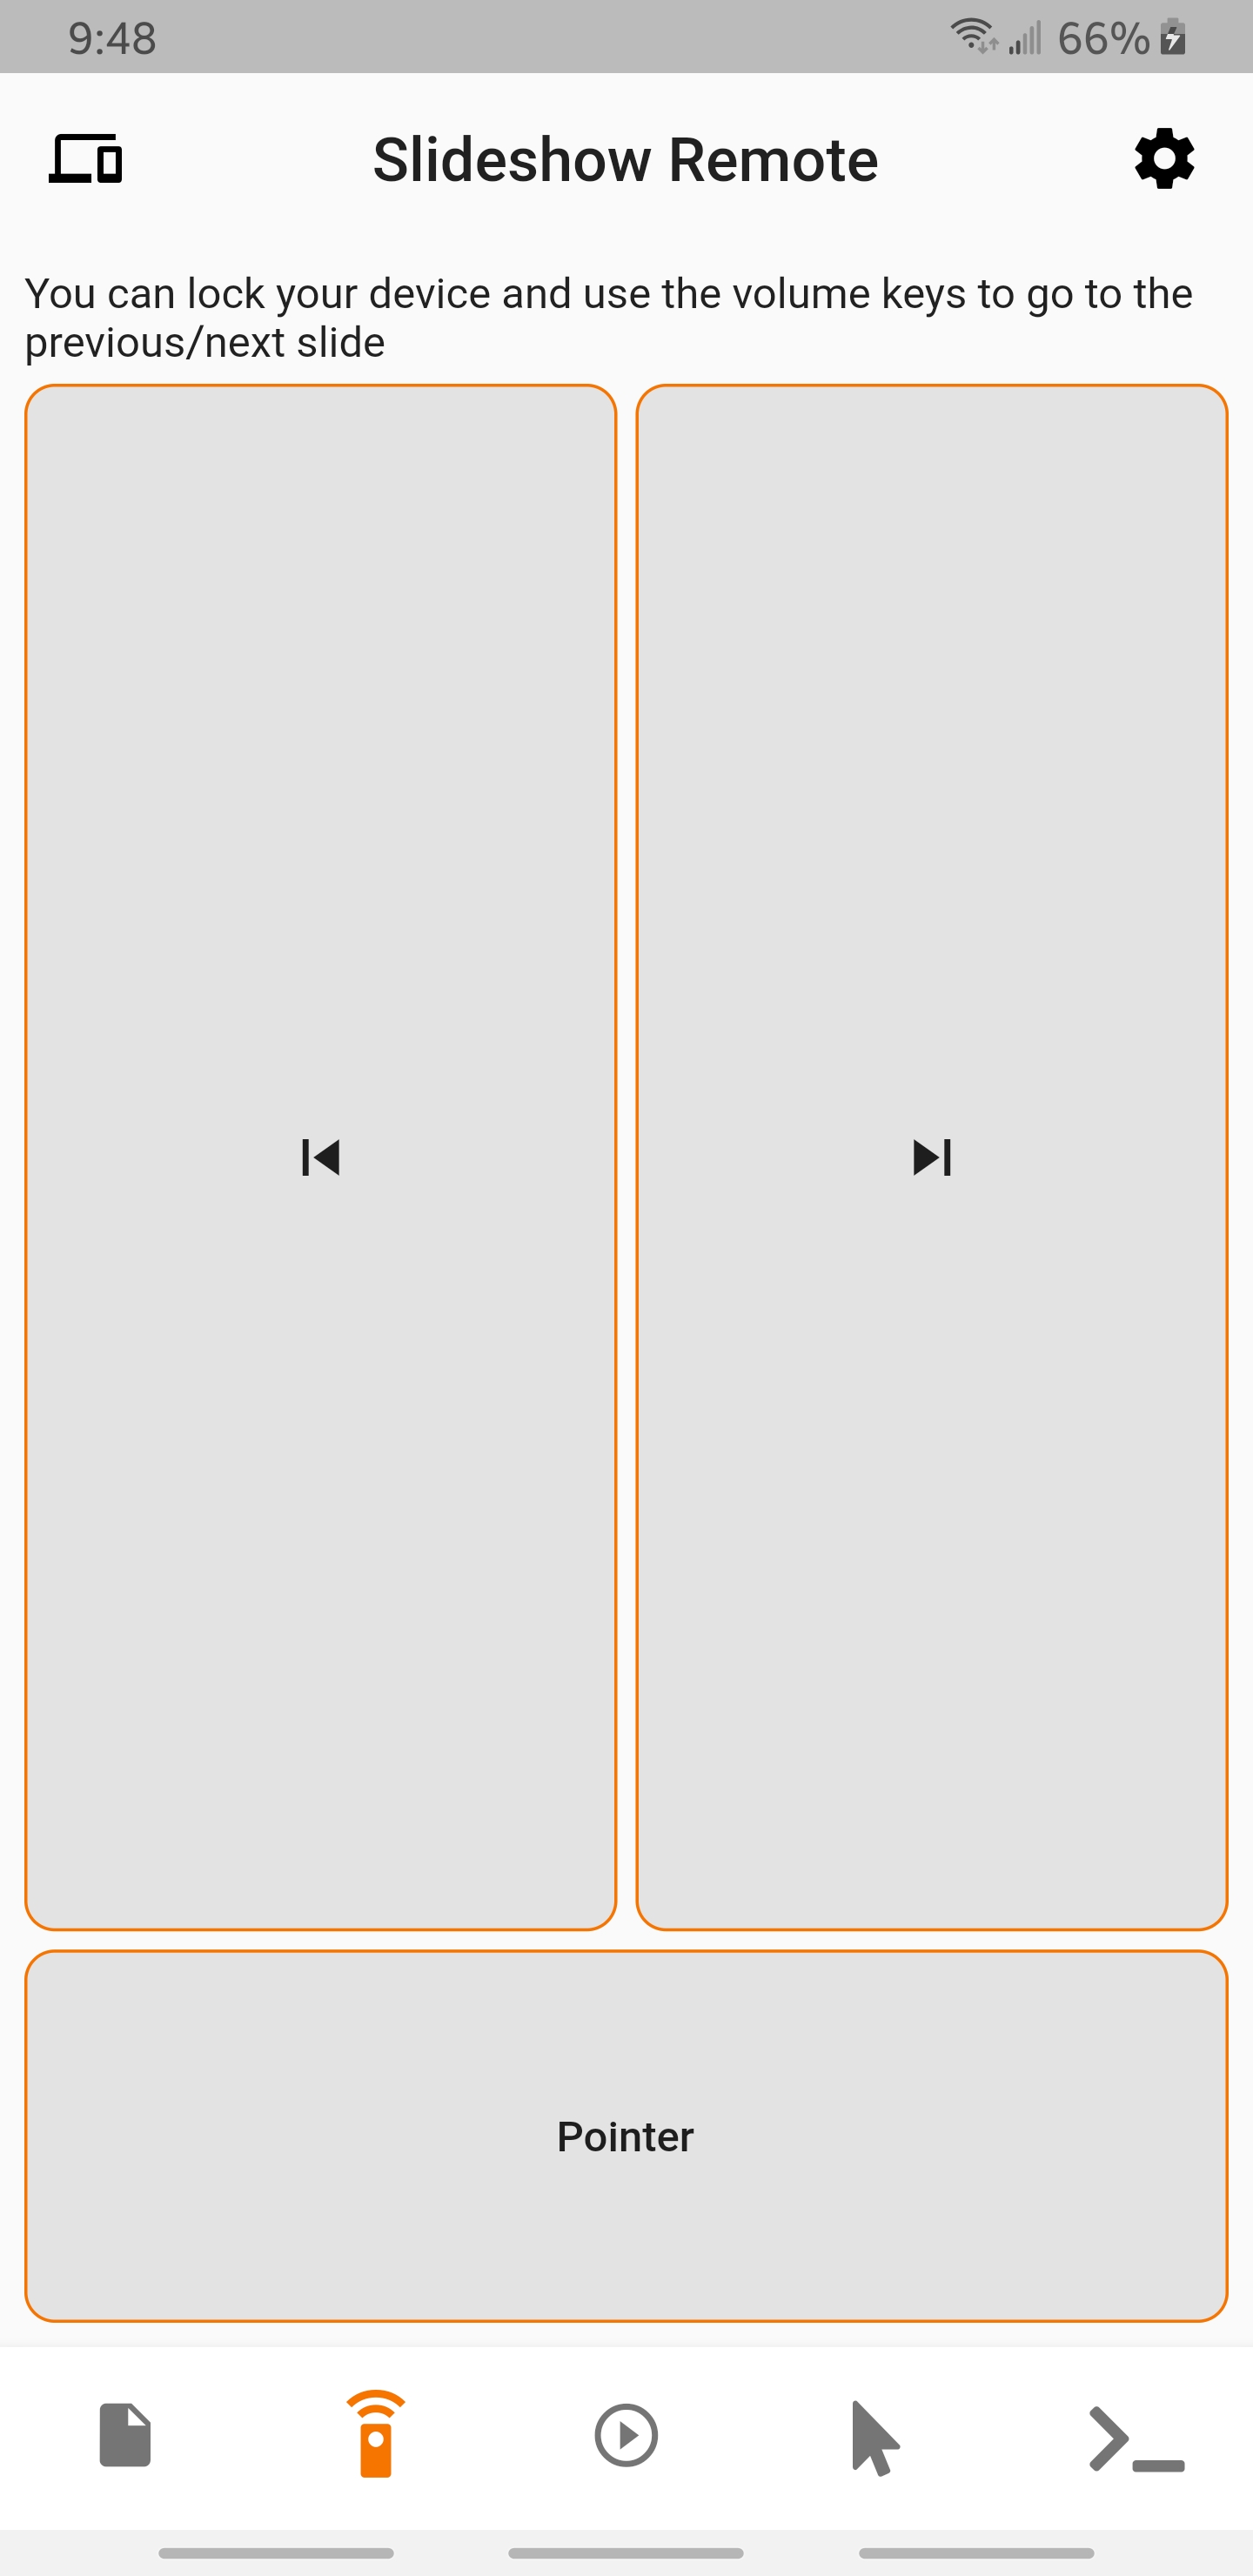 9:48
66%
Slideshow Remote
You can lock your device and use the volume keys to go to the
previous/next slide
Pointer